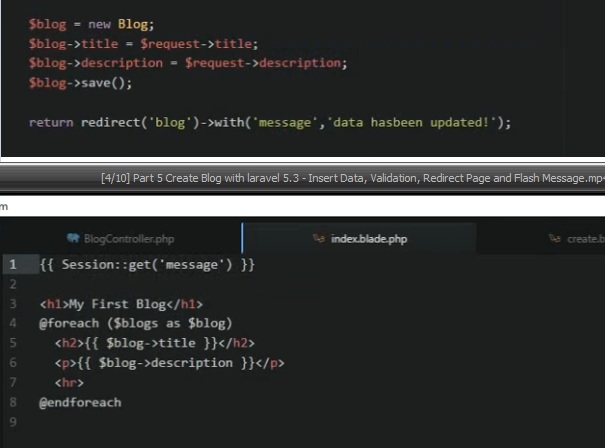 $blog = new Blog;
$blog->title = $request->title;
$blog->description = $request->description;
$blog->save();
return redirect('blog')->with('message','data hasbeen updated!');
[4/10] Part 5 Create Blog with laravel 5.3 - Insert Data, Validation, Redirect Page and Flash Message.mp4
m
BlogController.php index.blade.php create.b
1 {{ Session::get('message') }}
2
3 <h1>My First Blog</h1>
4 @foreach ($blogs as $blog)
5 <h2>{{ $blog->title }}</h2>
6 <p>{{ $blog->description }}</p>
7 <hr>
8 @endforeach
9